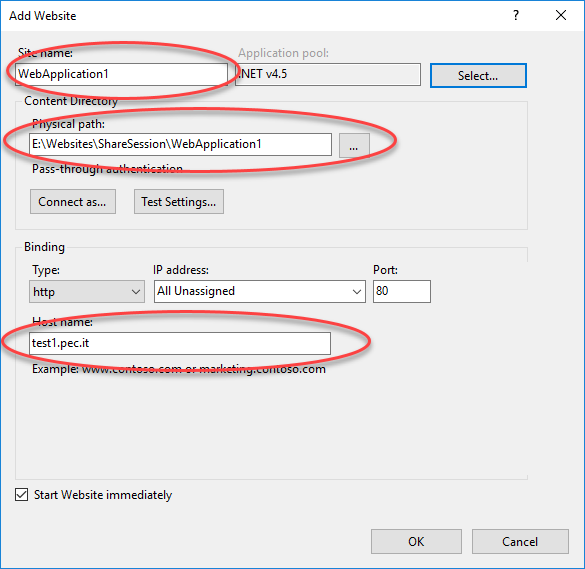 Add Website
?
Site name: Application pool:
WebApplication1 .NET v4.5 Select...
Content Directory
Physical path:
E:\Websites\ShareSession\WebApplication1 ...
Pass-through authentication
Connect as... Test Settings...
Binding
Type: IP address: Port:
http All Unassigned 80
Host name:
test1.pec.it
Example: www.contoso.com or marketing.contoso.com
Start Website immediately
OK Cancel